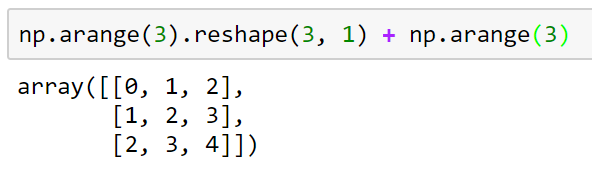 np.arange(3).reshape(3, 1) + np.arange(3)
array([[0, 1, 2],
       [1, 2, 3],
       [2, 3, 4]])